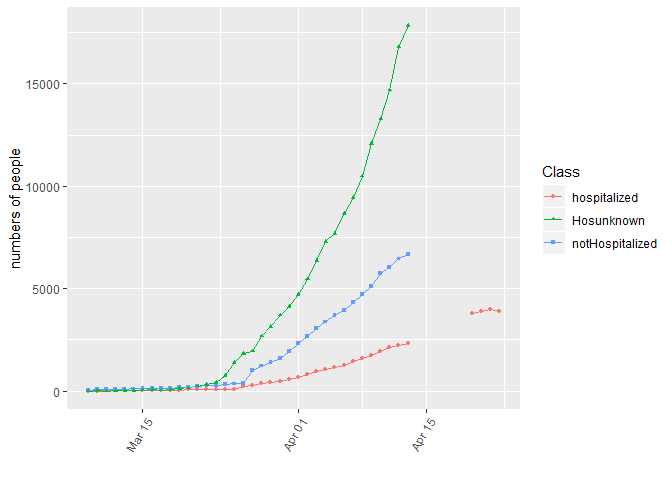 numbers of people
15000
10000
5000
0
Mar 15
Apr 01
Apr 15
Class
hospitalized
Hosunknown
notHospitalized